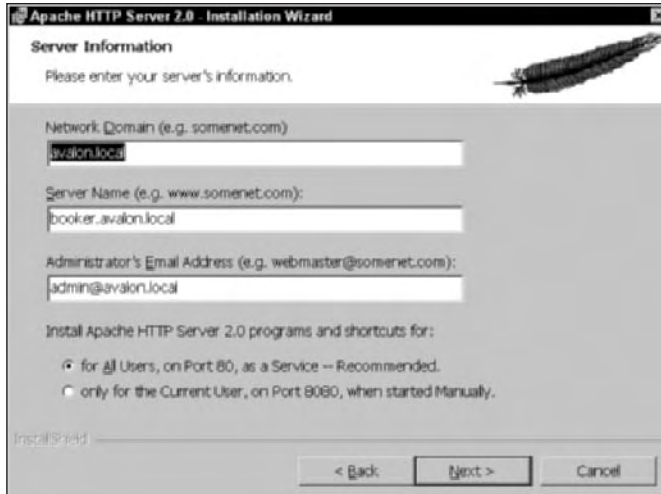 Apache HTTP Server 2.0 - Installation Wizard
Server Information
Please enter your server's information.
Network Domain (e.g. somenet.com)
avalon.local
Server Name (e.g. www.somenet.com):
booker.avalon.local
Administrator's Email Address (e.g. webmaster@somenet.com):
admin@avalon.local
Install Apache HTTP Server 2.0 programs and shortcuts for:
for All Users, on Port 80, as a Service -- Recommended.
only for the Current User, on Port 8080, when started Manually.
InstallShield
< Back Next > Cancel